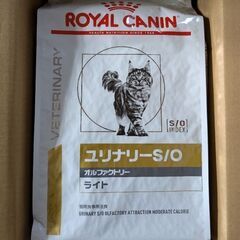 ROYAL CANIN
VETERINARY
S/O
INDEX
ユリナリーS/O
オルファクトリー
ライト
URINARY S/O OLFACTORY ATTRACTION MODERATE CALORIE